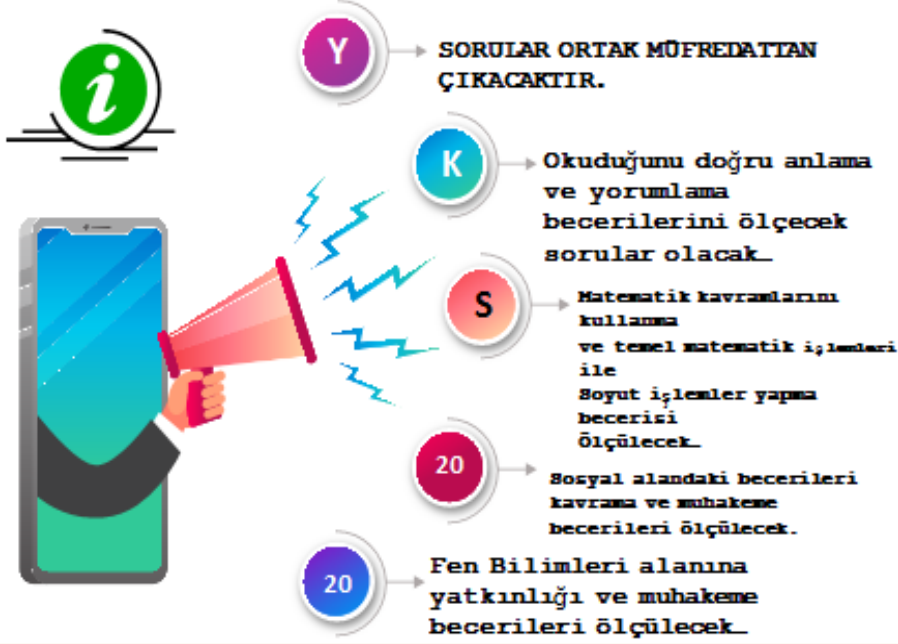 i
Y
SORULAR ORTAK MÜFREDATTAN
ÇIKACAKTIR.
K
Okuduğunu doğru anlama
ve yorumlama
becerilerini ölçecek
sorular olacak…
S
Matematik kavramlarını
kullanma
ve temel matematik işlemleri
ile
Soyut işlemler yapma
becerisi
Ölçülecek…
20
Sosyal alandaki becerileri
kavrama ve muhakeme
becerileri ölçülecek.
20
Fen Bilimleri alanına
yatkınlığı ve muhakeme
becerileri ölçülecek…